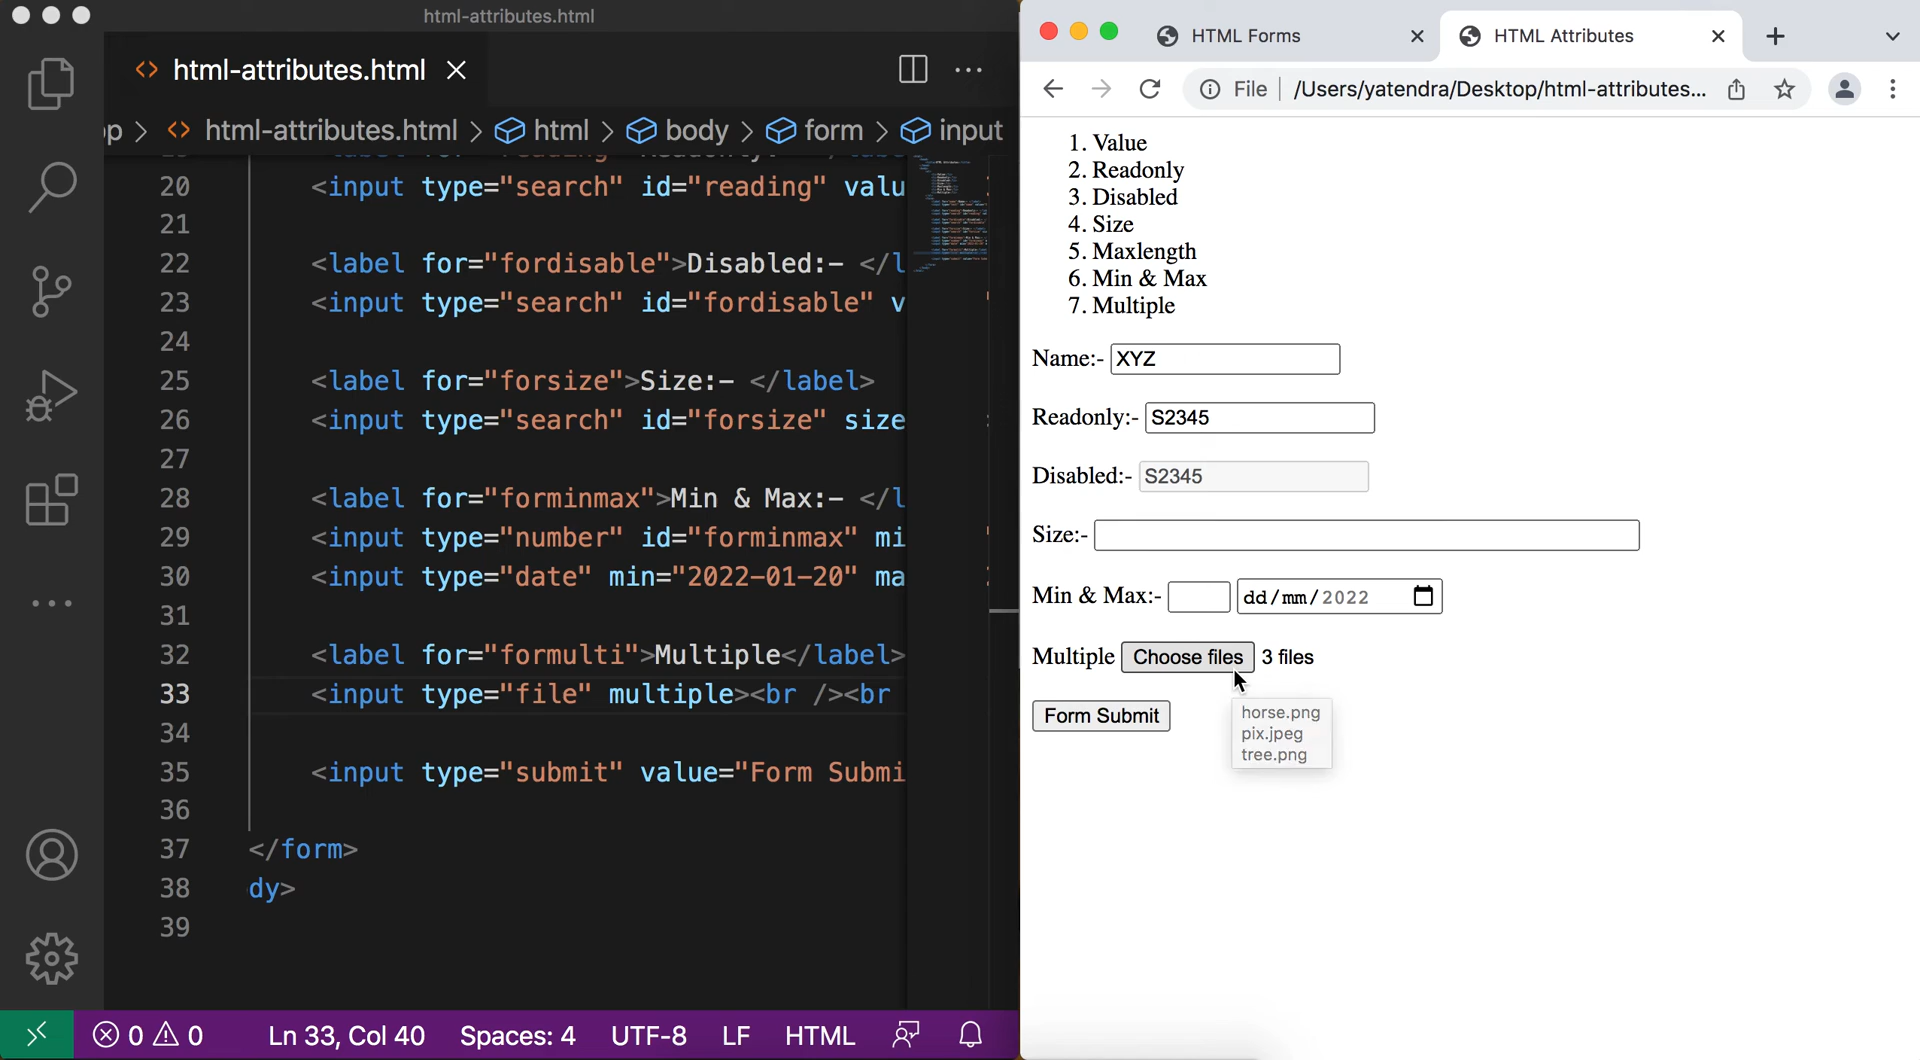 html-attributes.html
html-attributes.html
op > html-attributes.html > html > body > form > input
20 <input type="search" id="reading" valu
21
22 <label for="fordisable">Disabled:- </l
23 <input type="search" id="fordisable" v
24
25 <label for="forsize">Size:- </label>
26 <input type="search" id="forsize" size
27
28 <label for="forminmax">Min & Max:- </l
29 <input type="number" id="forminmax" mi
30 <input type="date" min="2022-01-20" ma
31
32 <label for="formulti">Multiple</label>
33 <input type="file" multiple><br /><br
34
35 <input type="submit" value="Form Submi
36
37 </form>
38 dy>
39
0 0 Ln 33, Col 40 Spaces: 4 UTF-8 LF HTML
HTML Forms
HTML Attributes
File /Users/yatendra/Desktop/html-attributes...
1. Value
2. Readonly
3. Disabled
4. Size
5. Maxlength
6. Min & Max
7. Multiple
Name:- XYZ
Readonly:- S2345
Disabled:- S2345
Size:-
Min & Max:- dd/mm/2022
Multiple Choose files 3 files
Form Submit
horse.png
pix.jpeg
tree.png